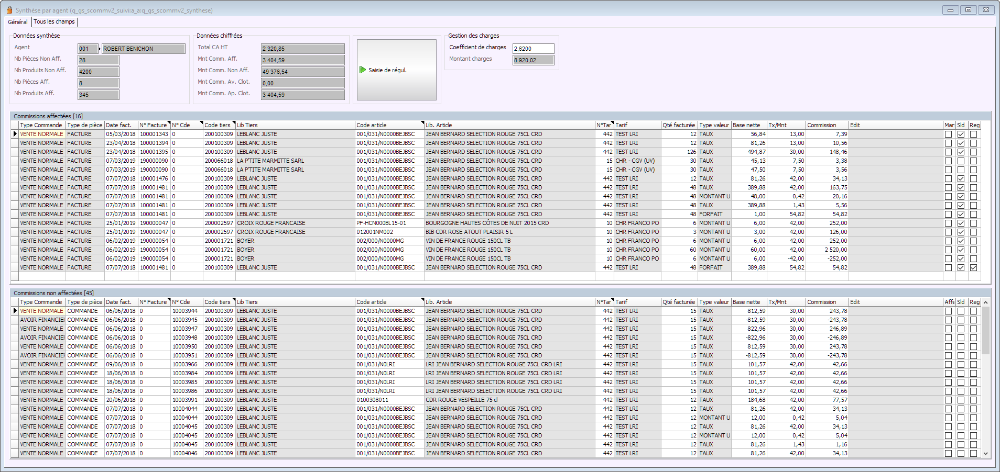 Synthèse par agent (q_gs_scommv2_suivi:a_a:q_gs_scommv2_synthese)
Général Tous les champs
Données synthèse
Agent 001 ROBERT BENICHON
Nb Pièces Non Aff. 28
Nb Produits Non Aff. 4200
Nb Pièces Aff. 8
Nb Produits Aff. 345
Données chiffrées
Total CA HT 2 320,85
Mnt Comm. Aff. 3 404,59
Mnt Comm. Non Aff. 49 376,54
Mnt Comm. Av. Clot. 0,00
Mnt Comm. Ap. Clot. 3 404,59
Saisie de régul.
Gestion des charges
Coefficient de charges 2,6200
Montant charges 8 920,02
Commissions affectées [16]
Type Commande Type de pièce Date fact. N° Facture N° Cde Code tiers Lib Tiers Code article Lib. Article N°Tar Tarif Qté facturée Type valeur Base nette Tx/Mnt Commission Edit Mar Sld Reg
VENTE NORMALE FACTURE 05/03/2018 100001343 0 200100309 LEBLANC JUSTE 001/031/N0000BEJBSC JEAN BERNARD SELECTION ROUGE 75CL CRD 442 TEST LRI 12 TAUX 56,84 13,00 7,39
VENTE NORMALE FACTURE 23/04/2018 100001394 0 200100309 LEBLANC JUSTE 001/031/N0000BEJBSC JEAN BERNARD SELECTION ROUGE 75CL CRD 442 TEST LRI 12 TAUX 81,26 13,00 10,56
VENTE NORMALE FACTURE 23/04/2018 100001395 0 200100309 LEBLANC JUSTE 001/031/N0000BEJBSC JEAN BERNARD SELECTION ROUGE 75CL CRD 442 TEST LRI 126 TAUX 494,87 30,00 148,46
VENTE NORMALE FACTURE 07/03/2019 190000090 0 200066018 LA P'TITE MARMITTE SARL 001/031/N0000BEJBSC JEAN BERNARD SELECTION ROUGE 75CL CRD 15 CHR - CGV (UV) 30 TAUX 45,13 7,50 3,38
VENTE NORMALE FACTURE 07/03/2019 190000090 0 200066018 LA P'TITE MARMITTE SARL 001/031/N0000BEJBSC JEAN BERNARD SELECTION ROUGE 75CL CRD 15 CHR - CGV (UV) 30 TAUX 47,50 7,50 3,56
VENTE NORMALE FACTURE 07/07/2018 100001476 0 200100309 LEBLANC JUSTE 001/031/N0000BEJBSC JEAN BERNARD SELECTION ROUGE 75CL CRD 442 TEST LRI 12 TAUX 81,26 42,00 34,13
VENTE NORMALE FACTURE 07/07/2018 100001481 0 200100309 LEBLANC JUSTE 001/031/N0000BEJBSC JEAN BERNARD SELECTION ROUGE 75CL CRD 442 TEST LRI 48 TAUX 389,88 42,00 163,75
VENTE NORMALE FACTURE 07/07/2018 100001481 0 200100309 LEBLANC JUSTE 001/031/N0000BEJBSC JEAN BERNARD SELECTION ROUGE 75CL CRD 442 TEST LRI 48 MONTANT U 48,00 0,42 20,16
VENTE NORMALE FACTURE 07/07/2018 100001481 0 200100309 LEBLANC JUSTE 001/031/N0000BEJBSC JEAN BERNARD SELECTION ROUGE 75CL CRD 442 TEST LRI 48 TAUX 389,88 1,43 5,56
VENTE NORMALE FACTURE 07/07/2018 100001481 0 200100309 LEBLANC JUSTE 001/031/N0000BEJBSC JEAN BERNARD SELECTION ROUGE 75CL CRD 442 TEST LRI 48 FORFAIT 1,00 54,82 54,82
VENTE NORMALE FACTURE 25/01/2019 190000047 0 200002597 CROIX ROUGE FRANCAISE PF-HCN000BL15-01 BOURGOGNE HAUTES CÔTES DE NUIT 2015 CRD 10 CHR FRANCO PO 6 MONTANT U 6,00 42,00 252,00
VENTE NORMALE FACTURE 25/01/2019 190000047 0 200002597 CROIX ROUGE FRANCAISE 012001NM002 BIB CDR ROSE ATOUT PLAISIR 5 L 10 CHR FRANCO PO 3 MONTANT U 3,00 42,00 126,00
VENTE NORMALE FACTURE 06/02/2019 190000054 0 200001721 BOYER 002/000/N0000MG VIN DE FRANCE ROUGE 150CL TB 10 CHR FRANCO PO 6 MONTANT U 6,00 42,00 252,00
VENTE NORMALE FACTURE 06/02/2019 190000054 0 200001721 BOYER 002/000/N0000MG VIN DE FRANCE ROUGE 150CL TB 10 CHR FRANCO PO 60 MONTANT U 60,00 42,00 2 520,00
VENTE NORMALE FACTURE 06/02/2019 190000054 0 200001721 BOYER 002/000/N0000MG VIN DE FRANCE ROUGE 150CL TB 10 CHR FRANCO PO 6 MONTANT U 6,00 -42,00 -252,00
VENTE NORMALE FACTURE 07/07/2018 100001481 0 200100309 LEBLANC JUSTE 001/031/N0000BEJBSC JEAN BERNARD SELECTION ROUGE 75CL CRD 442 TEST LRI 48 FORFAIT 389,88 54,82 54,82
Commissions non affectées [45]
Type Commande Type de pièce Date fact. N° Facture N° Cde Code tiers Lib Tiers Code article Lib. Article N°Tar Tarif Qté facturée Type valeur Base nette Tx/Mnt Commission Edit Affe Sld Reg
VENTE NORMALE COMMANDE 06/06/2018 0 10003944 200100309 LEBLANC JUSTE 001/031/N0000BEJBSC JEAN BERNARD SELECTION ROUGE 75CL CRD 442 TEST LRI 15 TAUX 812,59 30,00 243,78
AVOIR FINANCIE COMMANDE 06/06/2018 0 10003945 200100309 LEBLANC JUSTE 001/031/N0000BEJBSC JEAN BERNARD SELECTION ROUGE 75CL CRD 442 TEST LRI 15 TAUX -812,59 30,00 -243,78
VENTE NORMALE COMMANDE 06/06/2018 0 10003947 200100309 LEBLANC JUSTE 001/031/N0000BEJBSC JEAN BERNARD SELECTION ROUGE 75CL CRD 442 TEST LRI 15 TAUX 822,96 30,00 246,89
AVOIR FINANCIE COMMANDE 06/06/2018 0 10003948 200100309 LEBLANC JUSTE 001/031/N0000BEJBSC JEAN BERNARD SELECTION ROUGE 75CL CRD 442 TEST LRI 15 TAUX -822,96 30,00 -246,89
VENTE NORMALE COMMANDE 06/06/2018 0 10003950 200100309 LEBLANC JUSTE 001/031/N0000BEJBSC JEAN BERNARD SELECTION ROUGE 75CL CRD 442 TEST LRI 15 TAUX 812,59 30,00 243,78
AVOIR FINANCIE COMMANDE 06/06/2018 0 10003951 200100309 LEBLANC JUSTE 001/031/N0000BEJBSC JEAN BERNARD SELECTION ROUGE 75CL CRD 442 TEST LRI 15 TAUX -812,59 30,00 -243,78
VENTE NORMALE COMMANDE 09/06/2018 0 10003966 200100309 LEBLANC JUSTE 001/031/N0LRI LRI JEAN BERNARD SELECTION ROUGE 75CL CRD LRI 442 TEST LRI 15 TAUX 101,57 42,00 42,66
VENTE NORMALE COMMANDE 18/06/2018 0 10003984 200100309 LEBLANC JUSTE 001/031/N0LRI LRI JEAN BERNARD SELECTION ROUGE 75CL CRD LRI 442 TEST LRI 15 TAUX 101,57 42,00 42,66
VENTE NORMALE COMMANDE 18/06/2018 0 10003985 200100309 LEBLANC JUSTE 001/031/N0LRI LRI JEAN BERNARD SELECTION ROUGE 75CL CRD LRI 442 TEST LRI 15 TAUX 101,57 42,00 42,66
VENTE NORMALE COMMANDE 18/06/2018 0 10003986 200100309 LEBLANC JUSTE 001/031/N0LRI LRI JEAN BERNARD SELECTION ROUGE 75CL CRD LRI 442 TEST LRI 15 TAUX 101,57 42,00 42,66
VENTE NORMALE COMMANDE 20/06/2018 0 10003991 200100309 LEBLANC JUSTE 0100308011 CDR ROUGE VESPEILLE 75 cl 442 TEST LRI 12 TAUX 184,68 42,00 77,57
VENTE NORMALE COMMANDE 07/07/2018 0 10004044 200100309 LEBLANC JUSTE 001/031/N0000BEJBSC JEAN BERNARD SELECTION ROUGE 75CL CRD 442 TEST LRI 12 TAUX 81,26 42,00 34,13
VENTE NORMALE COMMANDE 07/07/2018 0 10004044 200100309 LEBLANC JUSTE 001/031/N0000BEJBSC JEAN BERNARD SELECTION ROUGE 75CL CRD 442 TEST LRI 12 MONTANT U 12,00 0,42 5,04
VENTE NORMALE COMMANDE 07/07/2018 0 10004045 200100309 LEBLANC JUSTE 001/031/N0000BEJBSC JEAN BERNARD SELECTION ROUGE 75CL CRD 442 TEST LRI 12 TAUX 81,26 42,00 34,13
VENTE NORMALE COMMANDE 07/07/2018 0 10004045 200100309 LEBLANC JUSTE 001/031/N0000BEJBSC JEAN BERNARD SELECTION ROUGE 75CL CRD 442 TEST LRI 12 MONTANT U 12,00 0,42 5,04
VENTE NORMALE COMMANDE 07/07/2018 0 10004045 200100309 LEBLANC JUSTE 001/031/N0000BEJBSC JEAN BERNARD SELECTION ROUGE 75CL CRD 442 TEST LRI 12 TAUX 81,26 1,43 1,16
VENTE NORMALE COMMANDE 07/07/2018 0 10004046 200100309 LEBLANC JUSTE 001/031/N0000BEJBSC JEAN BERNARD SELECTION ROUGE 75CL CRD 442 TEST LRI 12 TAUX 81,26 42,00 34,13